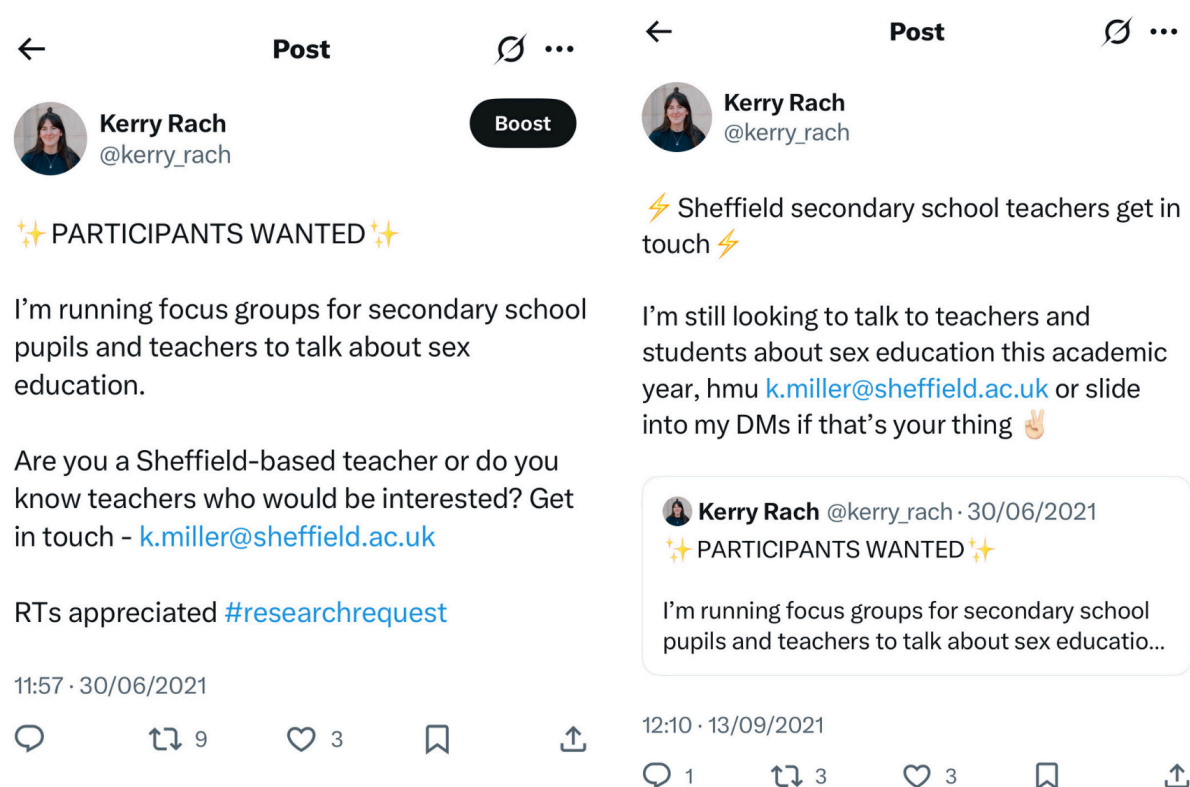 Post
Kerry Rach
@kerry_rach
Boost
✨PARTICIPANTS WANTED✨
I’m running focus groups for secondary school
pupils and teachers to talk about sex
education.
Are you a Sheffield-based teacher or do you
know teachers who would be interested? Get
in touch - k.miller@sheffield.ac.uk
RTs appreciated #researchrequest
11:57 · 30/06/2021
9
3
Post
Kerry Rach
@kerry_rach
⚡Sheffield secondary school teachers get in
touch⚡
I’m still looking to talk to teachers and
students about sex education this academic
year, hmu k.miller@sheffield.ac.uk or slide
into my DMs if that’s your thing ✌🏻
Kerry Rach @kerry_rach · 30/06/2021
✨PARTICIPANTS WANTED✨
I’m running focus groups for secondary school
pupils and teachers to talk about sex educatio...
12:10 · 13/09/2021
1
3
3